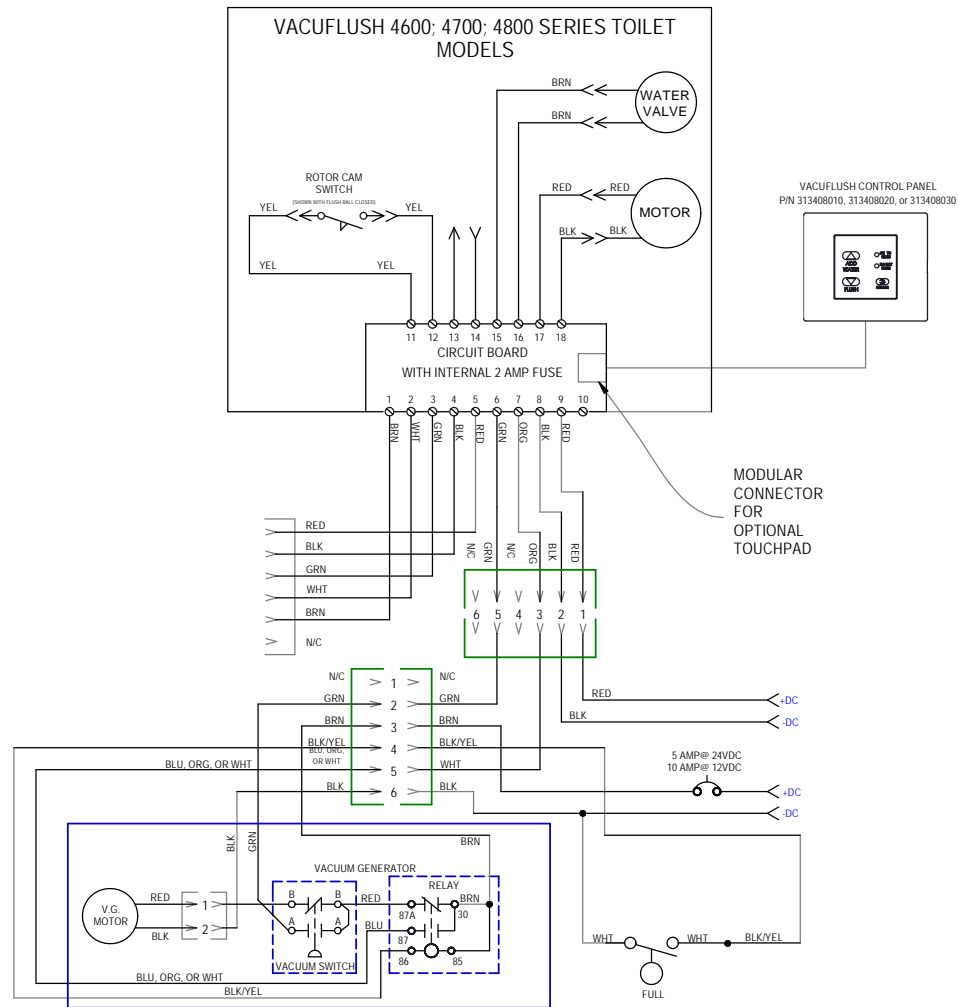 VACUFLUSH 4600; 4700; 4800 SERIES TOILET
MODELS
BRN
WATER
VALVE
BRN
ROTOR CAM
SWITCH
(SHOWN WITH FLUSH BALL CLOSED)
YEL
YEL
RED
RED
MOTOR
BLK
BLK
YEL
YEL
VACUFLUSH CONTROL PANEL
P/N 313408010, 313408020, or 313408030
ADD
WATER
FLUSH
11 12 13 14 15 16 17 18
CIRCUIT BOARD
WITH INTERNAL 2 AMP FUSE
1 2 3 4 5 6 7 8 9 10
BRN
WHT
GRN
BLK
RED
GRN
ORG
BLK
RED
MODULAR
CONNECTOR
FOR
OPTIONAL
TOUCHPAD
RED
BLK
GRN
WHT
BRN
N/C
N/C
GRN
N/C
ORG
BLK
RED
6 5 4 3 2 1
N/C 1 N/C
GRN 2 GRN
BRN 3 BRN
BLK/YEL 4 BLK/YEL
BLU, ORG,
OR WHT
BLU, ORG, OR WHT 5 WHT
BLK 6 BLK
RED
+DC
BLK
-DC
5 AMP@ 24VDC
10 AMP@ 12VDC
+DC
-DC
BLK
GRN
BRN
VACUUM GENERATOR
V.G.
MOTOR
RED
1
2
BLK
B B
A A
VACUUM SWITCH
RED
BLU
RELAY
87A
30
BRN
87
86
85
BLU, ORG, OR WHT
BLK/YEL
WHT
WHT
BLK/YEL
FULL